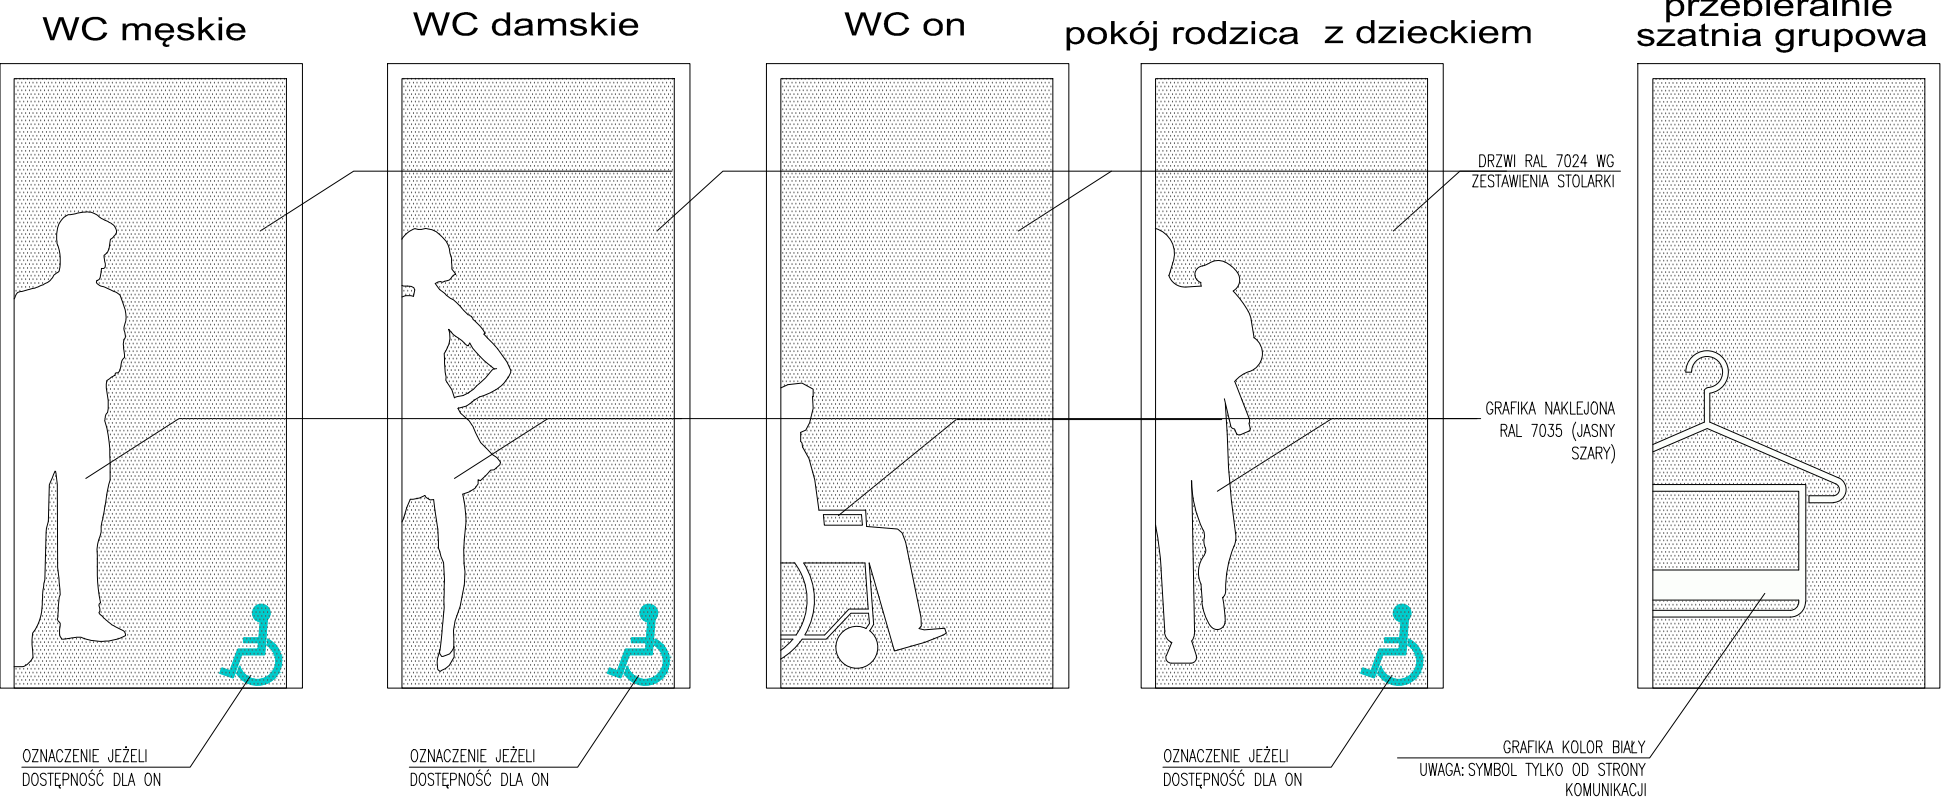 WC męskie
WC damskie
WC on
pokój rodzica z dzieckiem
przebieralnie
szatnia grupowa
DRZWI RAL 7024 WG
ZESTAWIENIA STOLARKI
GRAFIKA NAKLEJONA
RAL 7035 (JASNY
SZARY)
OZNACZENIE JEŻELI
DOSTĘPNOŚĆ DLA ON
OZNACZENIE JEŻELI
DOSTĘPNOŚĆ DLA ON
OZNACZENIE JEŻELI
DOSTĘPNOŚĆ DLA ON
GRAFIKA KOLOR BIAŁY
UWAGA: SYMBOL TYLKO OD STRONY
KOMUNIKACJI